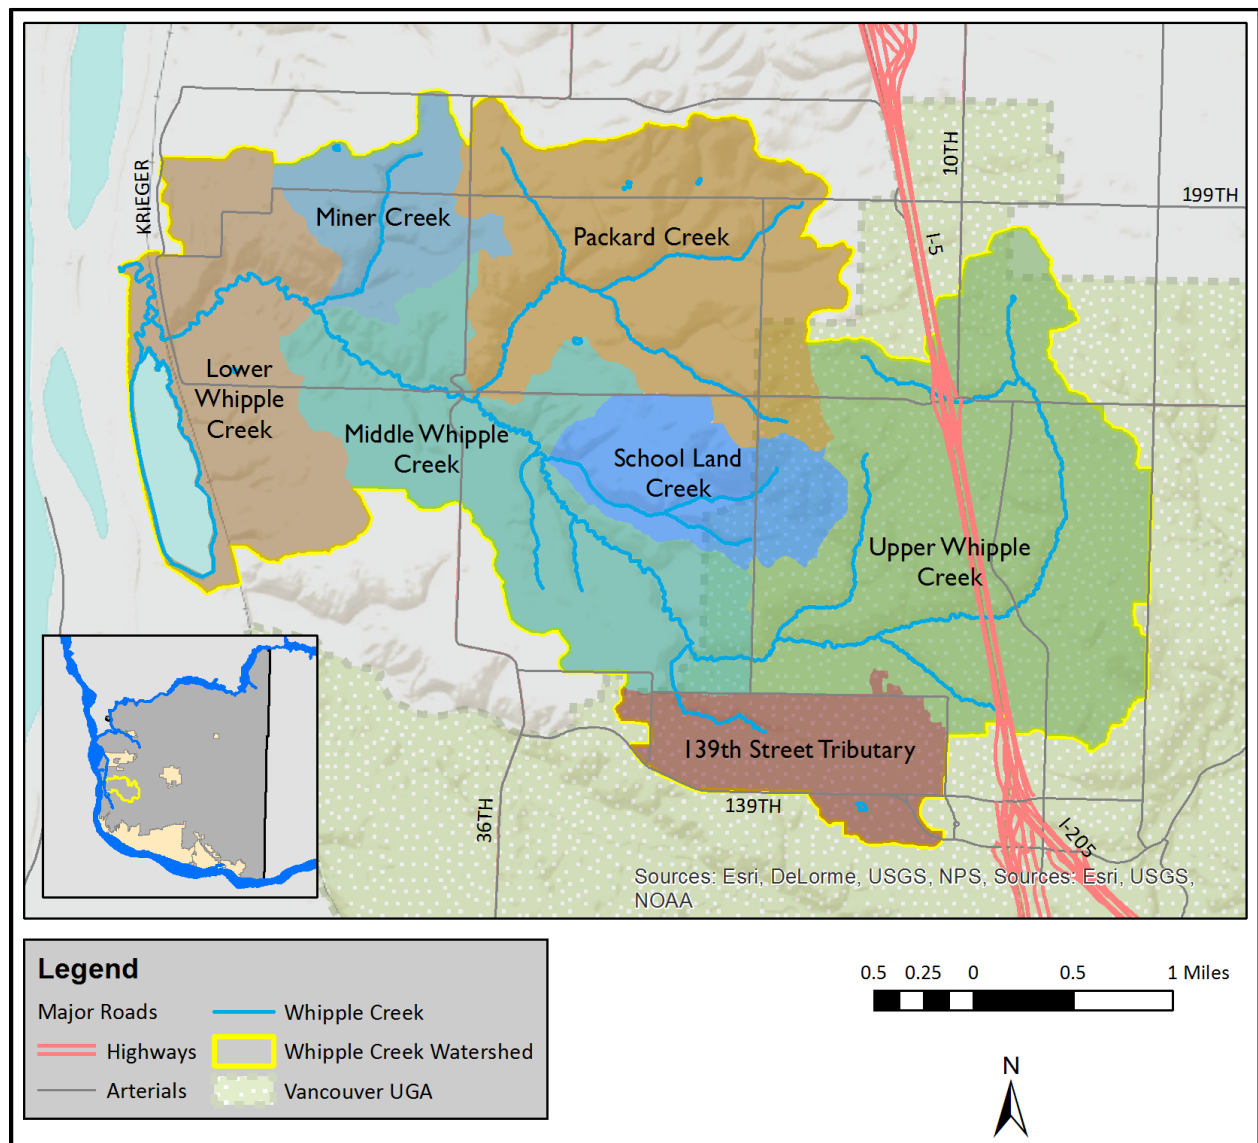 KRIEGER
10TH
199TH
I-5
Miner Creek
Packard Creek
Lower
Whipple
Creek
Middle Whipple
Creek
School Land
Creek
Upper Whipple
Creek
139th Street Tributary
36TH
139TH
I-205
Sources: Esri, DeLorme, USGS, NPS, Sources: Esri, USGS,
NOAA
Legend
Major Roads
Highways
Arterials
Whipple Creek
Whipple Creek Watershed
Vancouver UGA
0.5 0.25 0 0.5 1 Miles
N